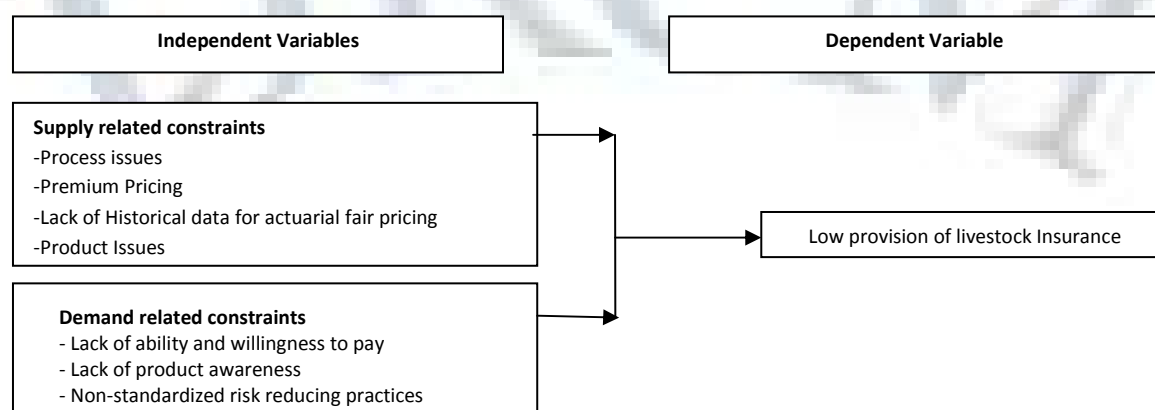 Independent Variables
Dependent Variable
Supply related constraints
-Process issues
-Premium Pricing
-Lack of Historical data for actuarial fair pricing
-Product Issues
Low provision of livestock Insurance
Demand related constraints
- Lack of ability and willingness to pay
- Lack of product awareness
- Non-standardized risk reducing practices